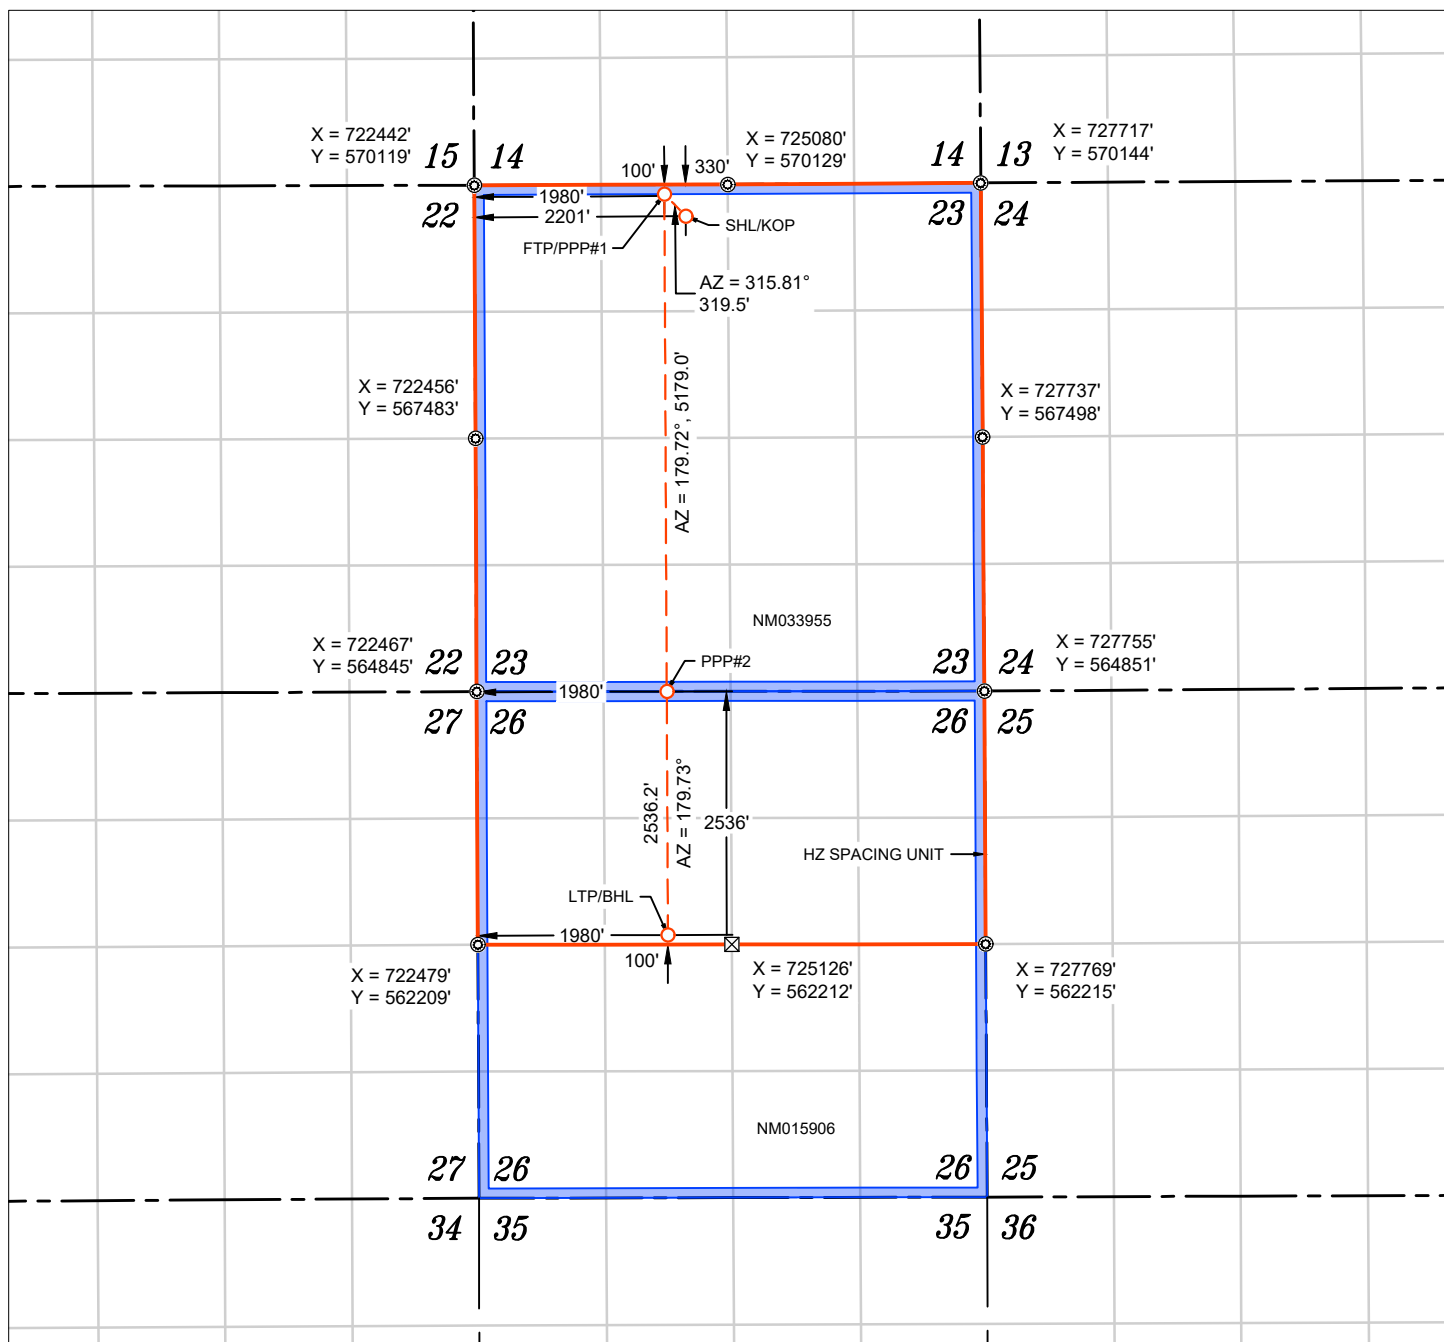 X = 722442'
Y = 570119'
15
14
100'
330'
X = 725080'
Y = 570129'
14
13
X = 727717'
Y = 570144'
22
1980'
2201'
SHL/KOP
FTP/PPP#1
23
24
AZ = 315.81°
319.5'
X = 722456'
Y = 567483'
AZ = 179.72°, 5179.0'
X = 727737'
Y = 567498'
NM033955
X = 722467'
Y = 564845'
22
23
PPP#2
23
24
X = 727755'
Y = 564851'
1980'
27
26
26
25
2536.2'
AZ = 179.73°
2536'
HZ SPACING UNIT
LTP/BHL
1980'
100'
X = 722479'
Y = 562209'
X = 725126'
Y = 562212'
X = 727769'
Y = 562215'
NM015906
27
26
26
25
34
35
35
36